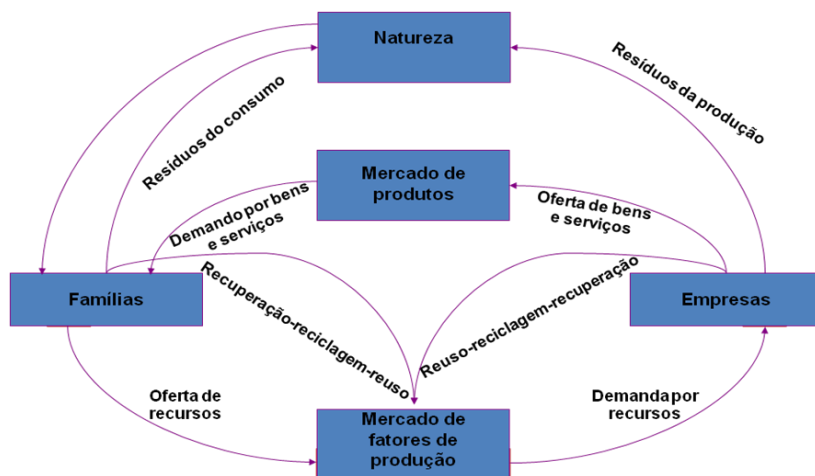 Natureza
Resíduos do consumo
Resíduos da produção
Mercado de
produtos
Demando por bens
e serviços
Oferta de bens
e serviços
Famílias
Empresas
Recuperação-reciclagem-reuso
Reuso-reciclagem-recuperação
Oferta de
recursos
Demanda por
recursos
Mercado de
fatores de
produção